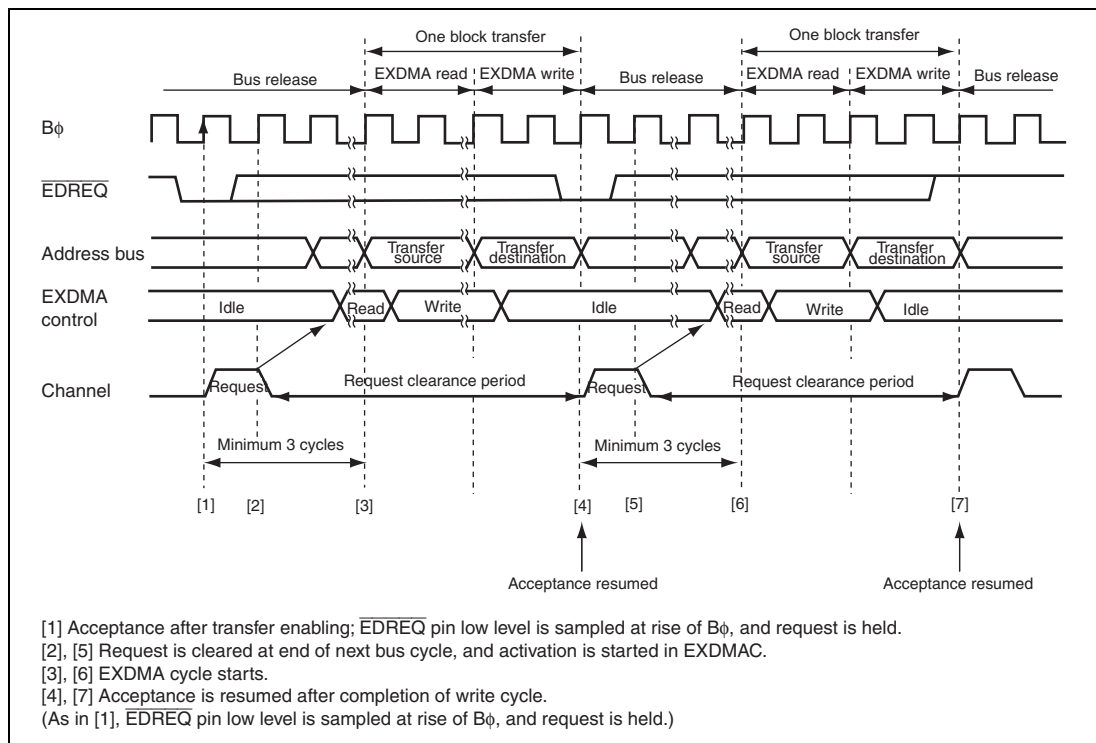 One block transfer One block transfer
Bus release EXDMA read EXDMA write Bus release EXDMA read EXDMA write Bus release
Bφ
EDREQ
Address bus Transfer source Transfer destination Transfer source Transfer destination
EXDMA control Idle Read Write Idle Read Write Idle
Channel Request Request clearance period Request Request clearance period
Minimum 3 cycles Minimum 3 cycles
[1] [2] [3] [4] [5] [6] [7]
Acceptance resumed Acceptance resumed
[1] Acceptance after transfer enabling; EDREQ pin low level is sampled at rise of Bφ, and request is held.
[2], [5] Request is cleared at end of next bus cycle, and activation is started in EXDMAC.
[3], [6] EXDMA cycle starts.
[4], [7] Acceptance is resumed after completion of write cycle.
(As in [1], EDREQ pin low level is sampled at rise of Bφ, and request is held.)